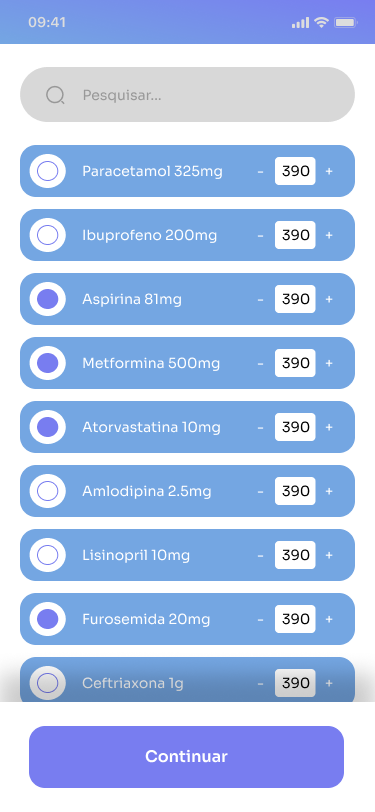 09:41
Pesquisar...
Paracetamol 325mg - 390 +
Ibuprofeno 200mg - 390 +
Aspirina 81mg - 390 +
Metformina 500mg - 390 +
Atorvastatina 10mg - 390 +
Amlodipina 2.5mg - 390 +
Lisinopril 10mg - 390 +
Furosemida 20mg - 390 +
Ceftriaxona 1g - 390 +
Continuar